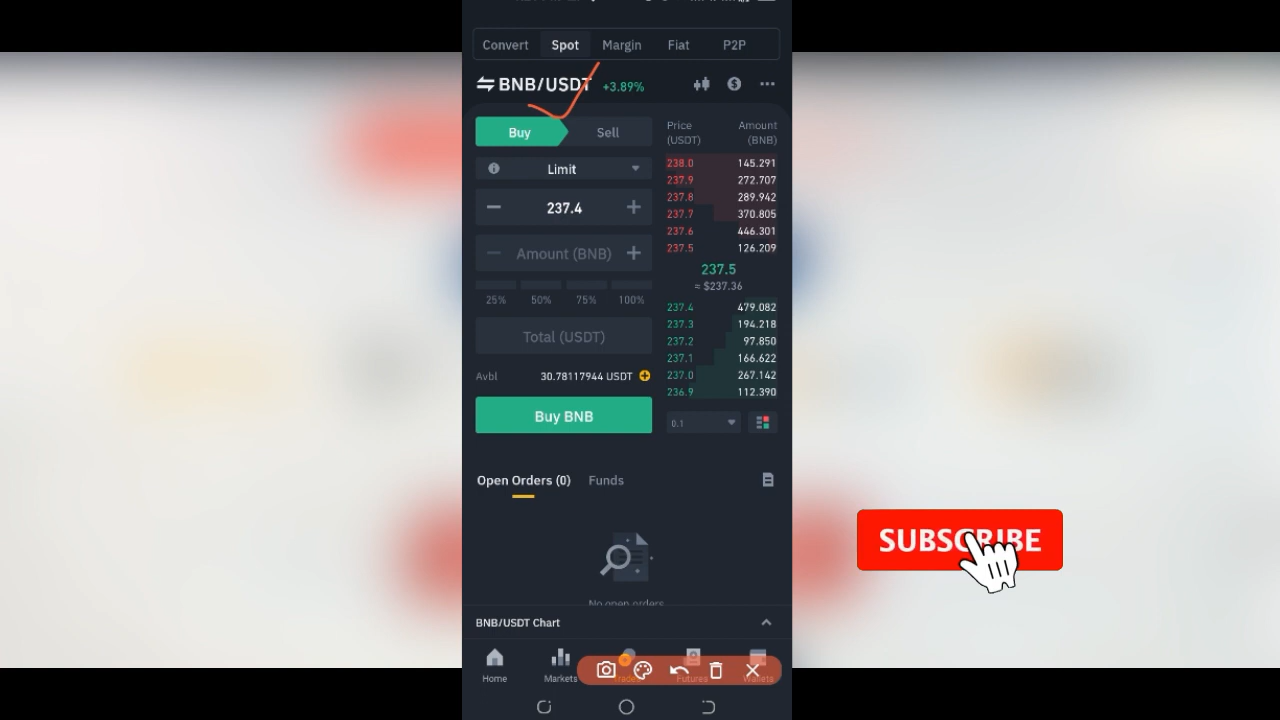 Convert Spot Margin Fiat P2P
BNB/USDT +3.89%
Buy Sell
Limit
237.4
Amount (BNB)
25% 50% 75% 100%
Total (USDT)
Avbl 30.78117944 USDT
Buy BNB
Price (USDT) Amount (BNB)
238.0 145.291
237.9 272.707
237.8 289.942
237.7 370.805
237.6 446.301
237.5 126.209
237.5
≈ $237.36
237.4 479.082
237.3 194.218
237.2 97.850
237.1 166.622
237.0 267.142
236.9 112.390
0.1
Open Orders (0) Funds
No open orders
BNB/USDT Chart
Home Markets Trades Futures Wallets
SUBSCRIBE